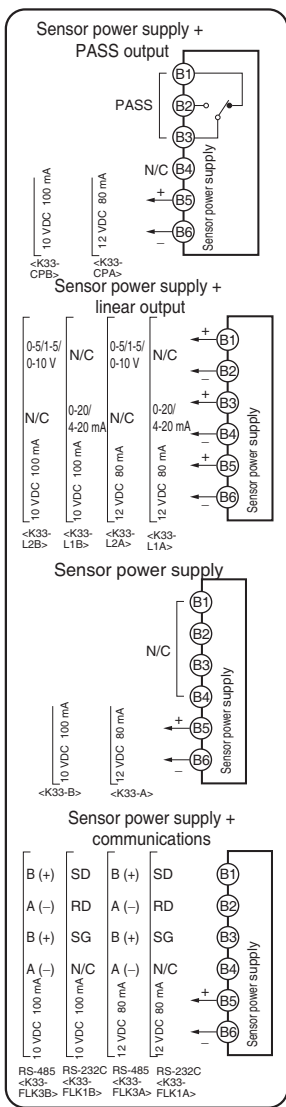 Sensor power supply +
PASS output
B1
PASS
B2
B3
N/C
B4
+
B5
−
B6
Sensor power supply
10 VDC 100 mA
12 VDC 80 mA
<K33-
CPB>
<K33-
CPA>
Sensor power supply +
linear output
0-5/1-5/
0-10 V
N/C
0-5/1-5/
0-10 V
N/C
+
B1
−
B2
N/C
0-20/
4-20 mA
N/C
0-20/
4-20 mA
+
B3
−
B4
10 VDC 100 mA
10 VDC 100 mA
12 VDC 80 mA
12 VDC 80 mA
+
B5
−
B6
Sensor power supply
<K33-
L2B>
<K33-
L1B>
<K33-
L2A>
<K33-
L1A>
Sensor power supply
B1
B2
N/C
B3
B4
+
B5
−
B6
Sensor power supply
10 VDC 100 mA
12 VDC 80 mA
<K33-B>
<K33-A>
Sensor power supply +
communications
B (+) SD B (+) SD
B1
A (−) RD A (−) RD
B2
B (+) SG B (+) SG
B3
A (−) N/C A (−) N/C
B4
10 VDC 100 mA
10 VDC 100 mA
12 VDC 80 mA
12 VDC 80 mA
+
B5
−
B6
Sensor power supply
RS-485
<K33-
FLK3B>
RS-232C
<K33-
FLK1B>
RS-485
<K33-
FLK3A>
RS-232C
<K33-
FLK1A>